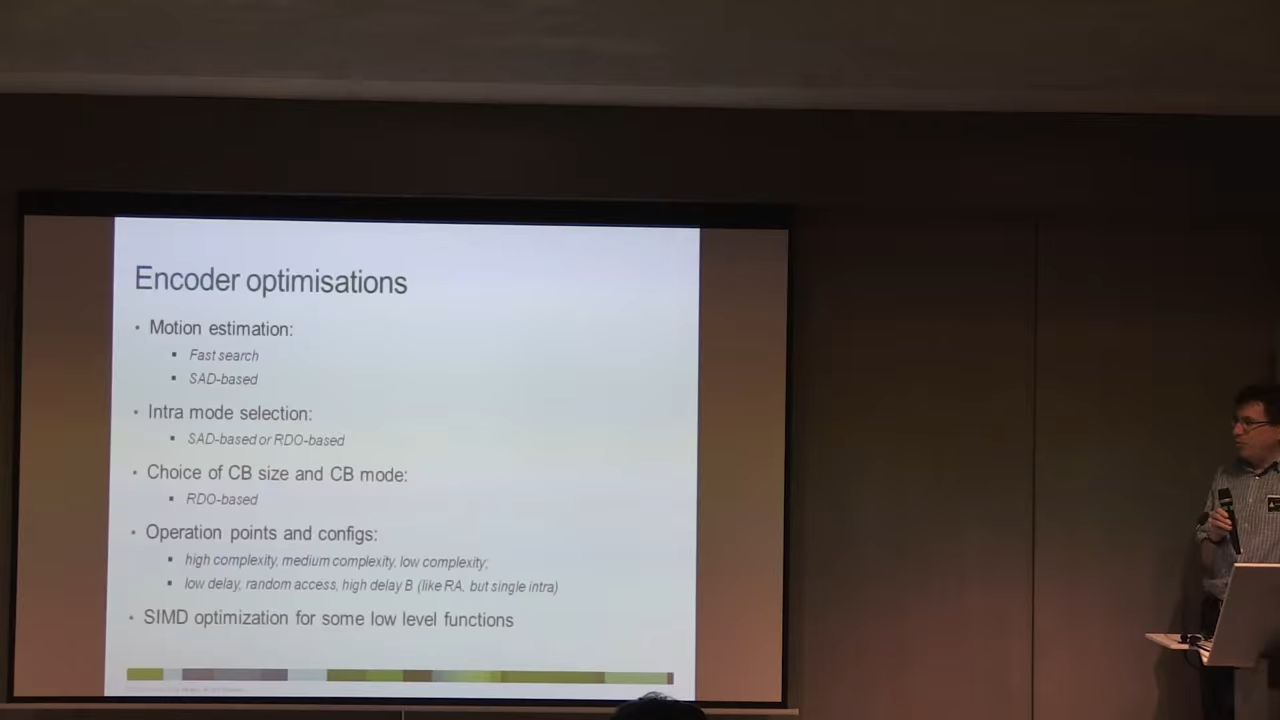 Encoder optimisations
• Motion estimation:
▪ Fast search
▪ SAD-based
• Intra mode selection:
▪ SAD-based or RDO-based
• Choice of CB size and CB mode:
▪ RDO-based
• Operation points and configs:
▪ high complexity, medium complexity, low complexity;
▪ low delay, random access, high delay B (like RA, but single intra)
• SIMD optimization for some low level functions